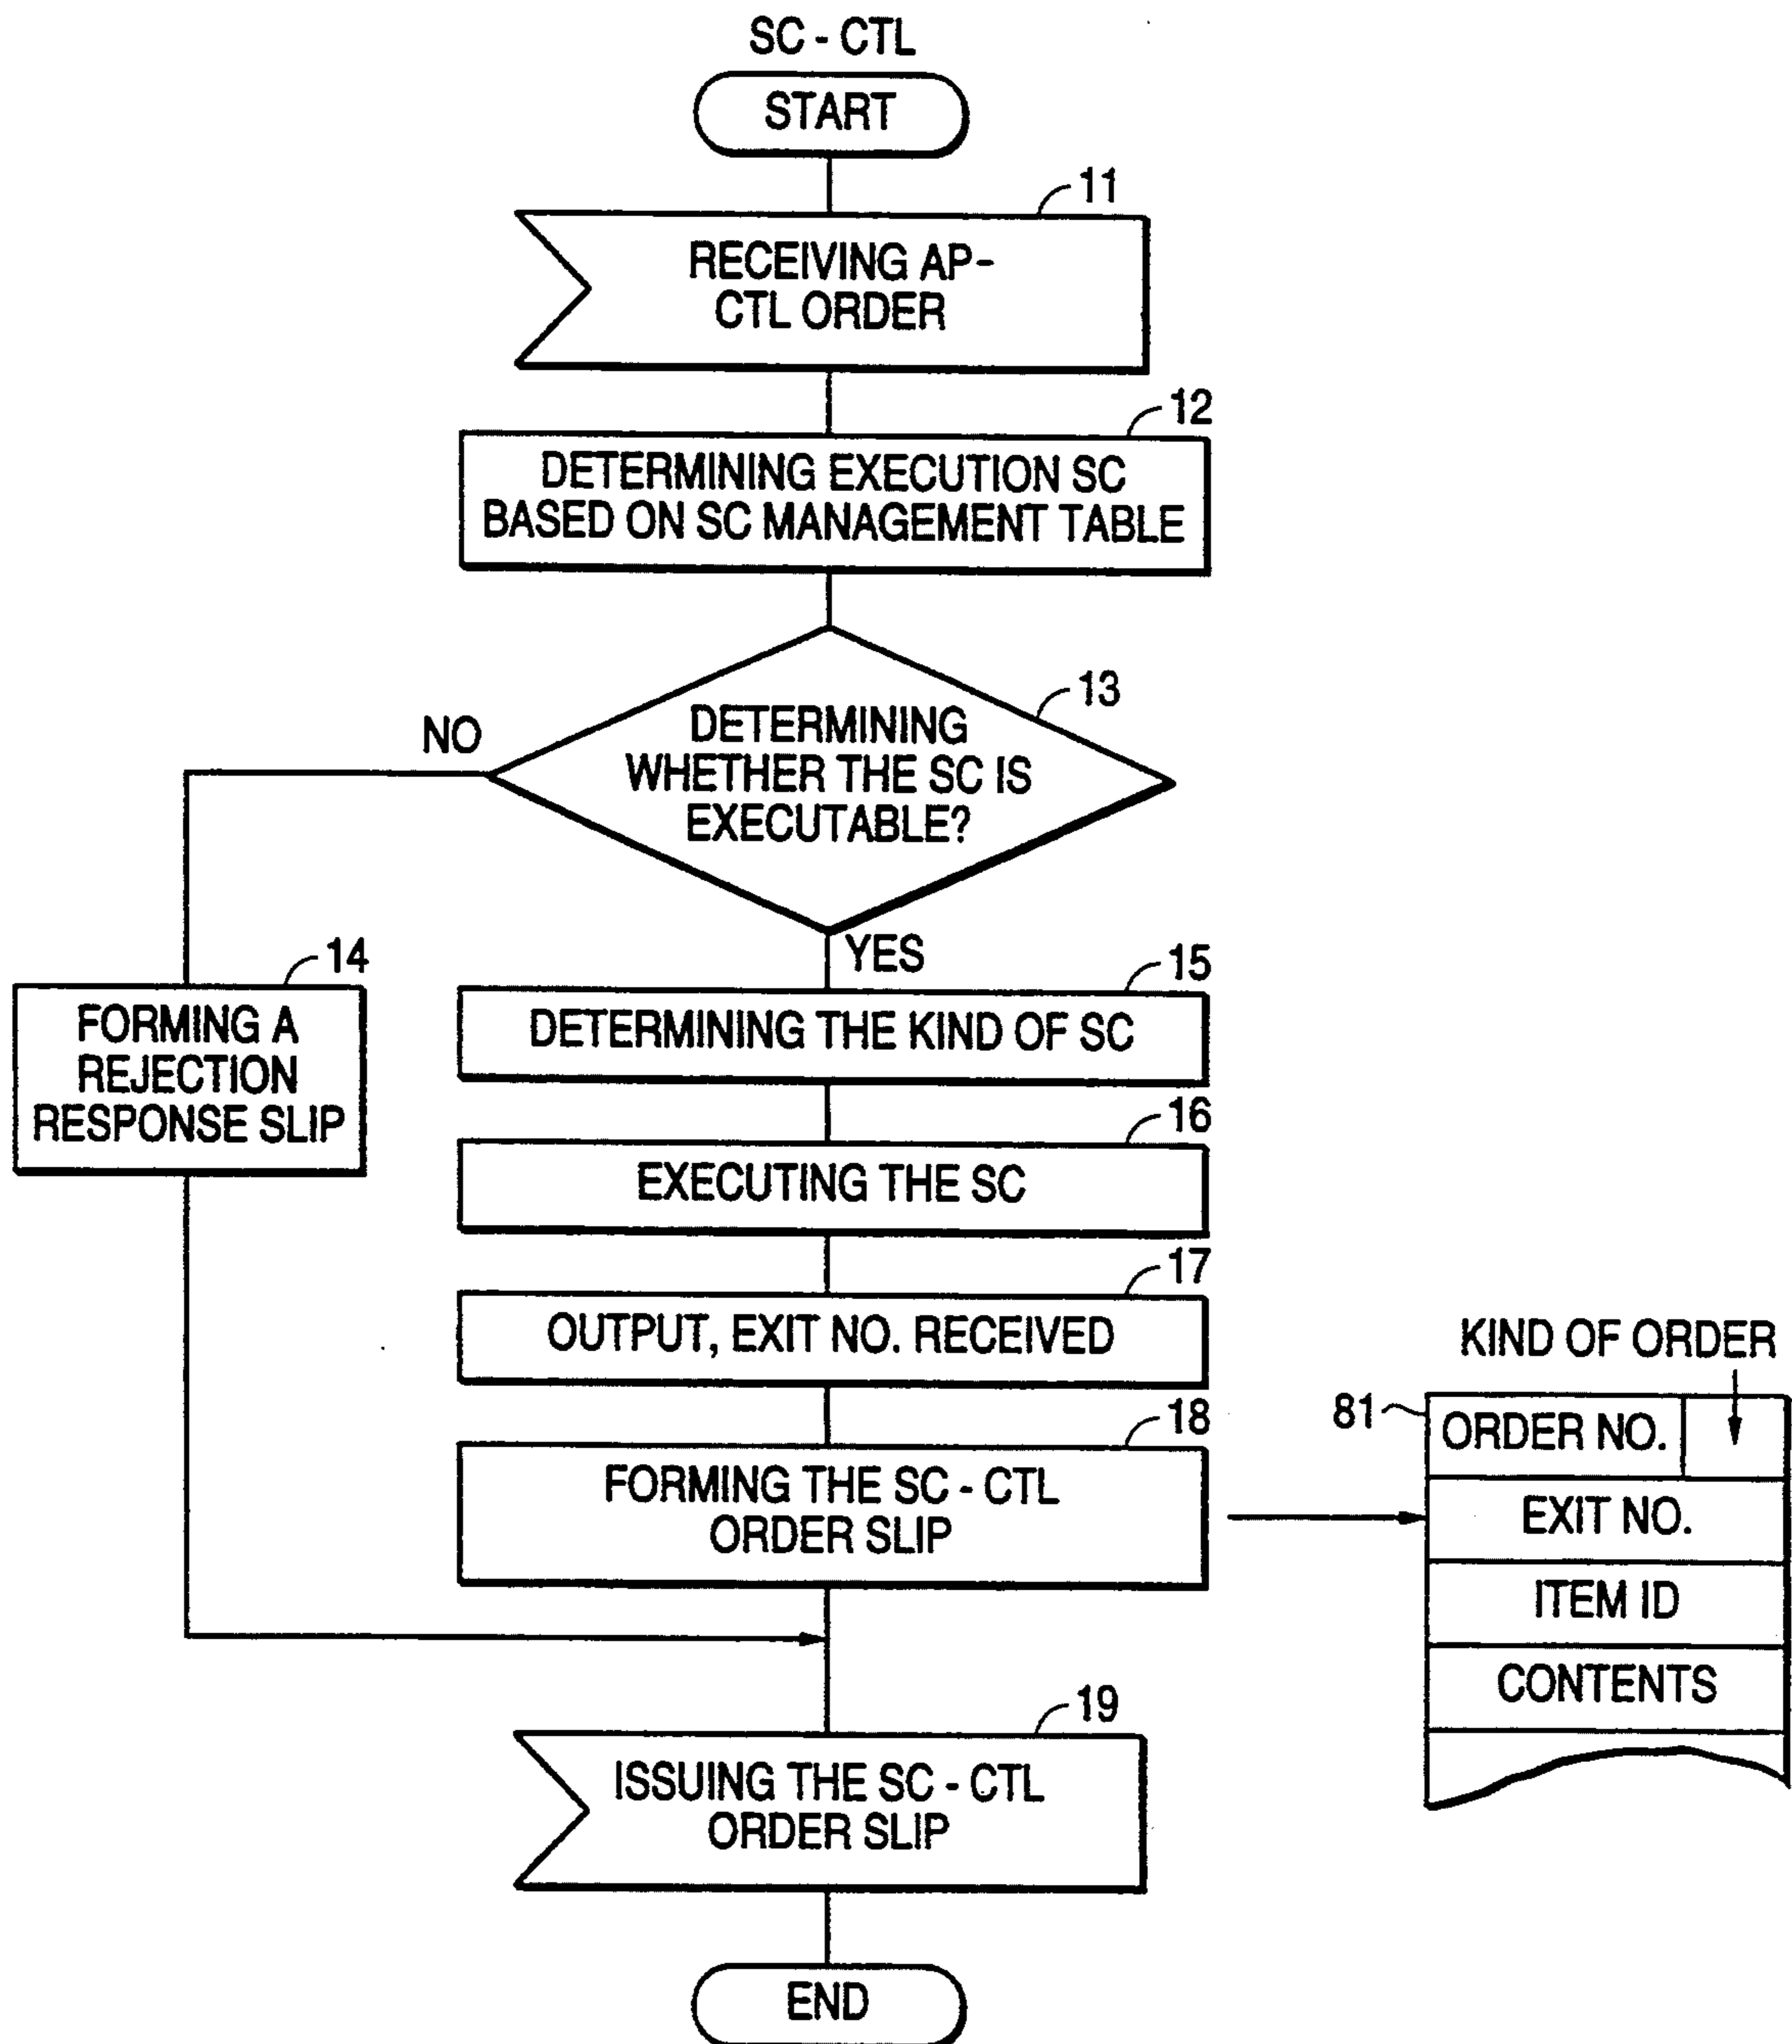 SC - CTL
START
11
RECEIVING AP-
CTL ORDER
12
DETERMINING EXECUTION SC
BASED ON SC MANAGEMENT TABLE
13
DETERMINING
WHETHER THE SC IS
EXECUTABLE?
NO
YES
14
FORMING A
REJECTION
RESPONSE SLIP
15
DETERMINING THE KIND OF SC
16
EXECUTING THE SC
17
OUTPUT, EXIT NO. RECEIVED
18
FORMING THE SC - CTL
ORDER SLIP
KIND OF ORDER
81
ORDER NO.
EXIT NO.
ITEM ID
CONTENTS
19
ISSUING THE SC - CTL
ORDER SLIP
END